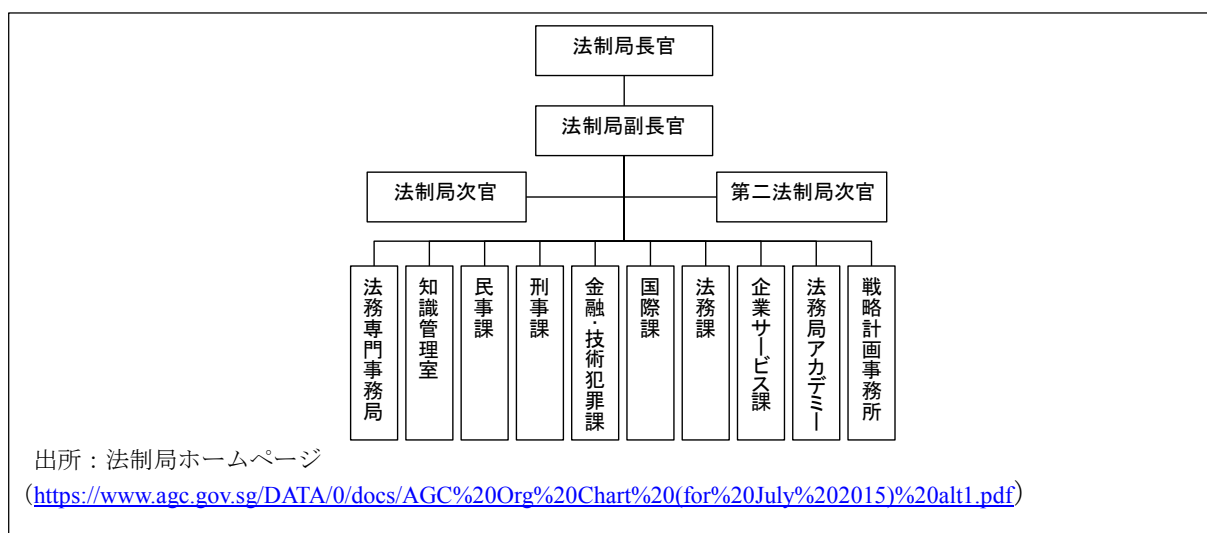 法制局長官
法制局副長官
法制局次官
第二法制局次官
法務専門事務局
知識管理室
民事課
刑事課
金融・技術犯罪課
国際課
法務課
企業サービス課
法務局アカデミー
戦略計画事務所
出所：法制局ホームページ
（https://www.agc.gov.sg/DATA/0/docs/AGC%20Org%20Chart%20(for%20July%202015)%20alt1.pdf）